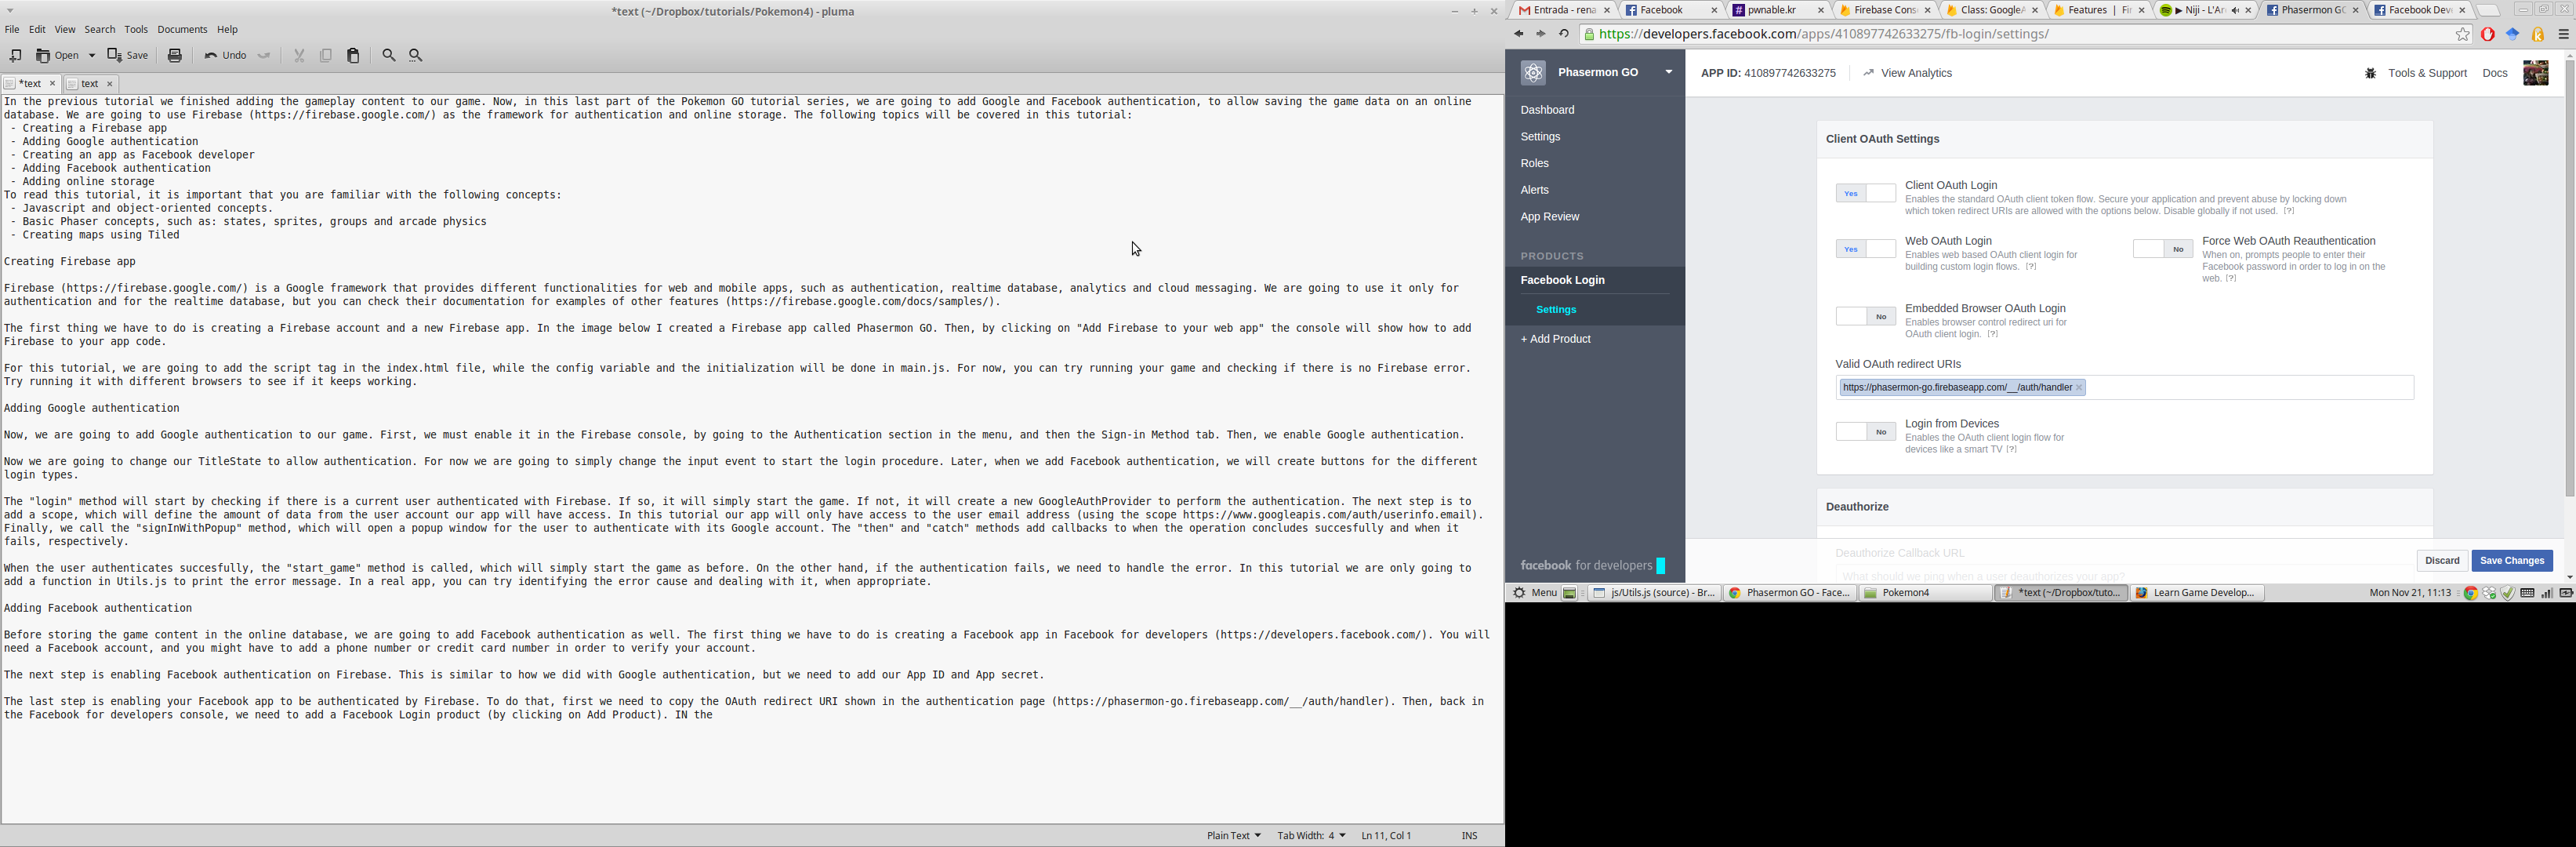 *text (~/Dropbox/tutorials/Pokemon4) - pluma
File Edit View Search Tools Documents Help
Open Save Undo
*text text
In the previous tutorial we finished adding the gameplay content to our game. Now, in this last part of the Pokemon GO tutorial series, we are going to add Google and Facebook authentication, to allow saving the game data on an online
database. We are going to use Firebase (https://firebase.google.com/) as the framework for authentication and online storage. The following topics will be covered in this tutorial:
- Creating a Firebase app
- Adding Google authentication
- Creating an app as Facebook developer
- Adding Facebook authentication
- Adding online storage
To read this tutorial, it is important that you are familiar with the following concepts:
- Javascript and object-oriented concepts.
- Basic Phaser concepts, such as: states, sprites, groups and arcade physics
- Creating maps using Tiled
Creating Firebase app
Firebase (https://firebase.google.com/) is a Google framework that provides different functionalities for web and mobile apps, such as authentication, realtime database, analytics and cloud messaging. We are going to use it only for
authentication and for the realtime database, but you can check their documentation for examples of other features (https://firebase.google.com/docs/samples/).
The first thing we have to do is creating a Firebase account and a new Firebase app. In the image below I created a Firebase app called Phasermon GO. Then, by clicking on "Add Firebase to your web app" the console will show how to add
Firebase to your app code.
For this tutorial, we are going to add the script tag in the index.html file, while the config variable and the initialization will be done in main.js. For now, you can try running your game and checking if there is no Firebase error.
Try running it with different browsers to see if it keeps working.
Adding Google authentication
Now, we are going to add Google authentication to our game. First, we must enable it in the Firebase console, by going to the Authentication section in the menu, and then the Sign-in Method tab. Then, we enable Google authentication.
Now we are going to change our TitleState to allow authentication. For now we are going to simply change the input event to start the login procedure. Later, when we add Facebook authentication, we will create buttons for the different
login types.
The "login" method will start by checking if there is a current user authenticated with Firebase. If so, it will simply start the game. If not, it will create a new GoogleAuthProvider to perform the authentication. The next step is to
add a scope, which will define the amount of data from the user account our app will have access. In this tutorial our app will only have access to the user email address (using the scope https://www.googleapis.com/auth/userinfo.email).
Finally, we call the "signInWithPopup" method, which will open a popup window for the user to authenticate with its Google account. The "then" and "catch" methods add callbacks to when the operation concludes succesfully and when it
fails, respectively.
When the user authenticates succesfully, the "start_game" method is called, which will simply start the game as before. On the other hand, if the authentication fails, we need to handle the error. In this tutorial we are only going to
add a function in Utils.js to print the error message. In a real app, you can try identifying the error cause and dealing with it, when appropriate.
Adding Facebook authentication
Before storing the game content in the online database, we are going to add Facebook authentication as well. The first thing we have to do is creating a Facebook app in Facebook for developers (https://developers.facebook.com/). You will
need a Facebook account, and you might have to add a phone number or credit card number in order to verify your account.
The next step is enabling Facebook authentication on Firebase. This is similar to how we did with Google authentication, but we need to add our App ID and App secret.
The last step is enabling your Facebook app to be authenticated by Firebase. To do that, first we need to copy the OAuth redirect URI shown in the authentication page (https://phasermon-go.firebaseapp.com/__/auth/handler). Then, back in
the Facebook for developers console, we need to add a Facebook Login product (by clicking on Add Product). IN the
Plain Text Tab Width: 4 Ln 11, Col 1 INS
Entrada - rena Facebook pwnable.kr Firebase Cons Class: GoogleA Features | Fir Niji - L'Ar Phasermon GO Facebook Dev
https://developers.facebook.com/apps/410897742633275/fb-login/settings/
Phasermon GO
APP ID: 410897742633275 View Analytics Tools & Support Docs
Dashboard
Settings
Roles
Alerts
App Review
PRODUCTS
Facebook Login
Settings
+ Add Product
facebook for developers
Client OAuth Settings
Yes Client OAuth Login
Enables the standard OAuth client token flow. Secure your application and prevent abuse by locking down
which token redirect URIs are allowed with the options below. Disable globally if not used. [?]
Yes Web OAuth Login
Enables web based OAuth client login for
building custom login flows. [?]
No Force Web OAuth Reauthentication
When on, prompts people to enter their
Facebook password in order to log in on the
web. [?]
No Embedded Browser OAuth Login
Enables browser control redirect uri for
OAuth client login. [?]
Valid OAuth redirect URIs
https://phasermon-go.firebaseapp.com/__/auth/handler ×
No Login from Devices
Enables the OAuth client login flow for
devices like a smart TV [?]
Deauthorize
Deauthorize Callback URL
What should we ping when a user deauthorizes your app?
Discard Save Changes
Menu js/Utils.js (source) - Br... Phasermon GO - Face... Pokemon4 *text (~/Dropbox/tuto... Learn Game Develop... Mon Nov 21, 11:13